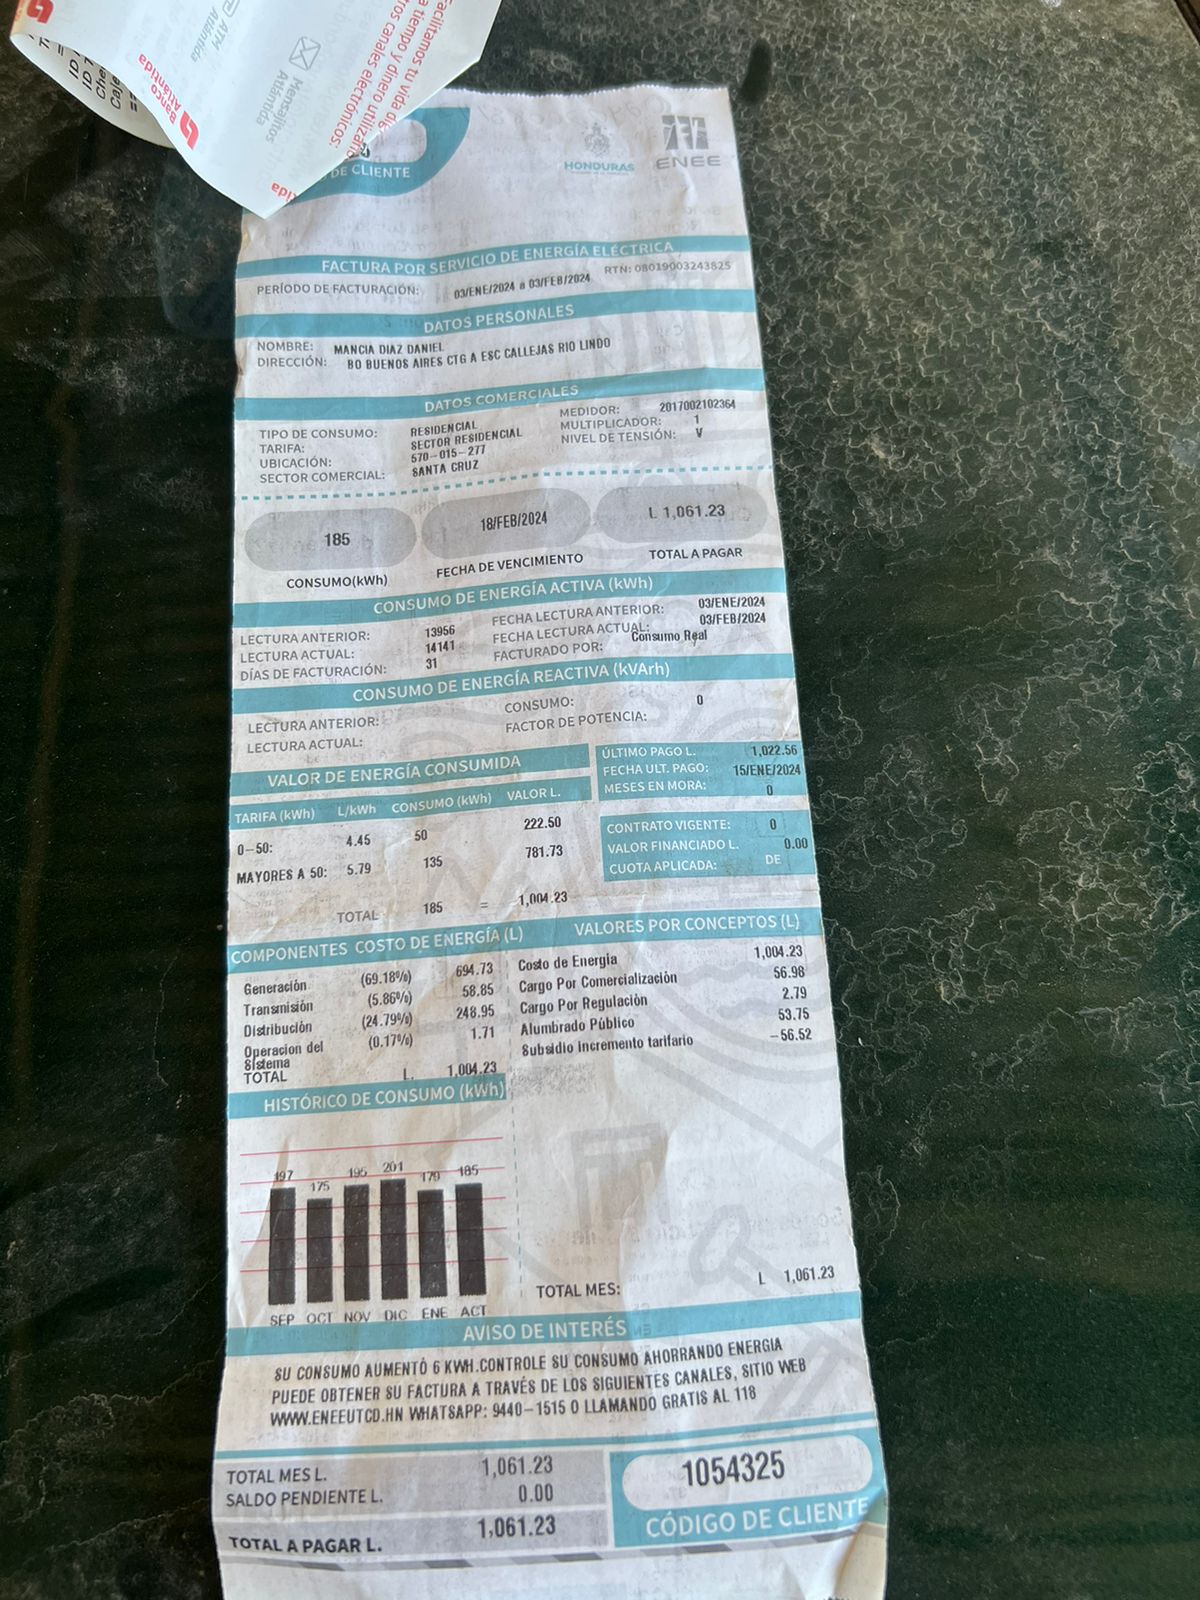 Facilitamos tu vida
tiempo y dinero
canales electrónicos.
ATM
Atlántida
Mensajitos
Atlántida
Banco
Atlántida
DE CLIENTE
HONDURAS
ENEE
FACTURA POR SERVICIO DE ENERGÍA ELÉCTRICA
PERÍODO DE FACTURACIÓN: 03/ENE/2024 a 03/FEB/2024 RTN: 08019003243825
DATOS PERSONALES
NOMBRE: MANCIA DIAZ DANIEL
DIRECCIÓN: BO BUENOS AIRES CTG A ESC CALLEJAS RIO LINDO
DATOS COMERCIALES
TIPO DE CONSUMO: RESIDENCIAL MEDIDOR: 2017002102364
TARIFA: SECTOR RESIDENCIAL MULTIPLICADOR: 1
UBICACIÓN: 570-015-277 NIVEL DE TENSIÓN: V
SECTOR COMERCIAL: SANTA CRUZ
185 18/FEB/2024 L 1,061.23
CONSUMO(kWh) FECHA DE VENCIMIENTO TOTAL A PAGAR
CONSUMO DE ENERGÍA ACTIVA (kWh)
LECTURA ANTERIOR: 13956 FECHA LECTURA ANTERIOR: 03/ENE/2024
LECTURA ACTUAL: 14141 FECHA LECTURA ACTUAL: 03/FEB/2024
DÍAS DE FACTURACIÓN: 31 FACTURADO POR: Consumo Real
CONSUMO DE ENERGÍA REACTIVA (kVArh)
LECTURA ANTERIOR: CONSUMO: 0
LECTURA ACTUAL: FACTOR DE POTENCIA:
VALOR DE ENERGÍA CONSUMIDA
ÚLTIMO PAGO L. 1,022.56
FECHA ULT. PAGO: 15/ENE/2024
MESES EN MORA: 0
TARIFA (kWh) L/kWh CONSUMO (kWh) VALOR L.
0-50: 4.45 50 222.50
MAYORES A 50: 5.79 135 781.73
TOTAL 185 = 1,004.23
CONTRATO VIGENTE: 0
VALOR FINANCIADO L. 0.00
CUOTA APLICADA: DE
COMPONENTES COSTO DE ENERGÍA (L)
Generación (69.18%) 694.73
Transmisión (5.86%) 58.85
Distribución (24.79%) 248.95
Operacion del (0.17%) 1.71
Sistema
TOTAL L. 1,004.23
VALORES POR CONCEPTOS (L)
Costo de Energía 1,004.23
Cargo Por Comercialización 56.98
Cargo Por Regulación 2.79
Alumbrado Público 53.75
Subsidio incremento tarifario -56.52
HISTÓRICO DE CONSUMO (kWh)
197 175 195 201 179 185
SEP OCT NOV DIC ENE ACT
TOTAL MES: L 1,061.23
AVISO DE INTERÉS
SU CONSUMO AUMENTÓ 6 KWH.CONTROLE SU CONSUMO AHORRANDO ENERGIA
PUEDE OBTENER SU FACTURA A TRAVÉS DE LOS SIGUIENTES CANALES, SITIO WEB
WWW.ENEEUTCD.HN WHATSAPP: 9440-1515 O LLAMANDO GRATIS AL 118
TOTAL MES L. 1,061.23
SALDO PENDIENTE L. 0.00
TOTAL A PAGAR L. 1,061.23
1054325
CÓDIGO DE CLIENTE